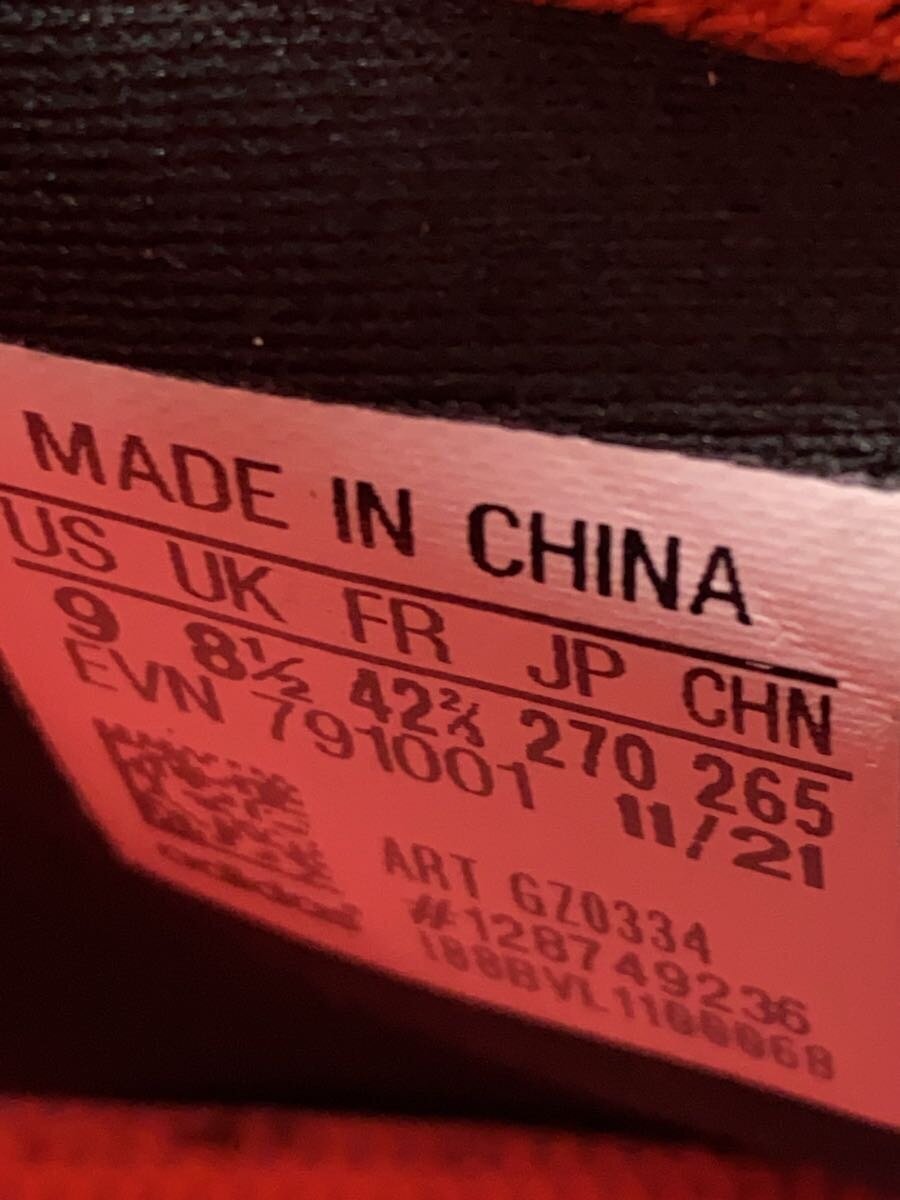 MADE IN CHINA
US UK FR JP CHN
9 8½ 42⅔ 270 265
EVN 791001 11/21
ART GZ0334
#128749236